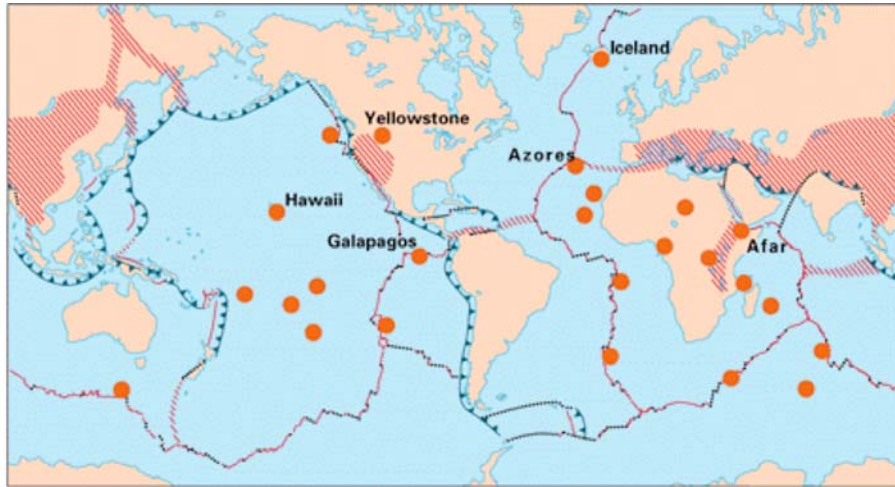 Iceland
Yellowstone
Azores
Hawaii
Galapagos
Afar